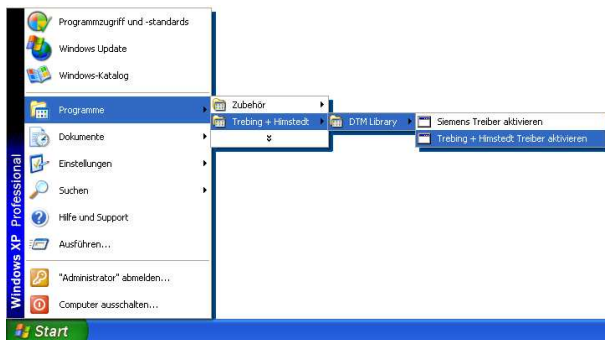 Programmzugriff und -standards
Windows Update
Windows-Katalog
Programme
Zubehör
Trebing + Himstedt
DTM Library
Siemens Treiber aktivieren
Trebing + Himstedt Treiber aktivieren
Dokumente
Einstellungen
Suchen
Hilfe und Support
Ausführen...
"Administrator" abmelden...
Computer ausschalten...
Windows XP Professional
Start